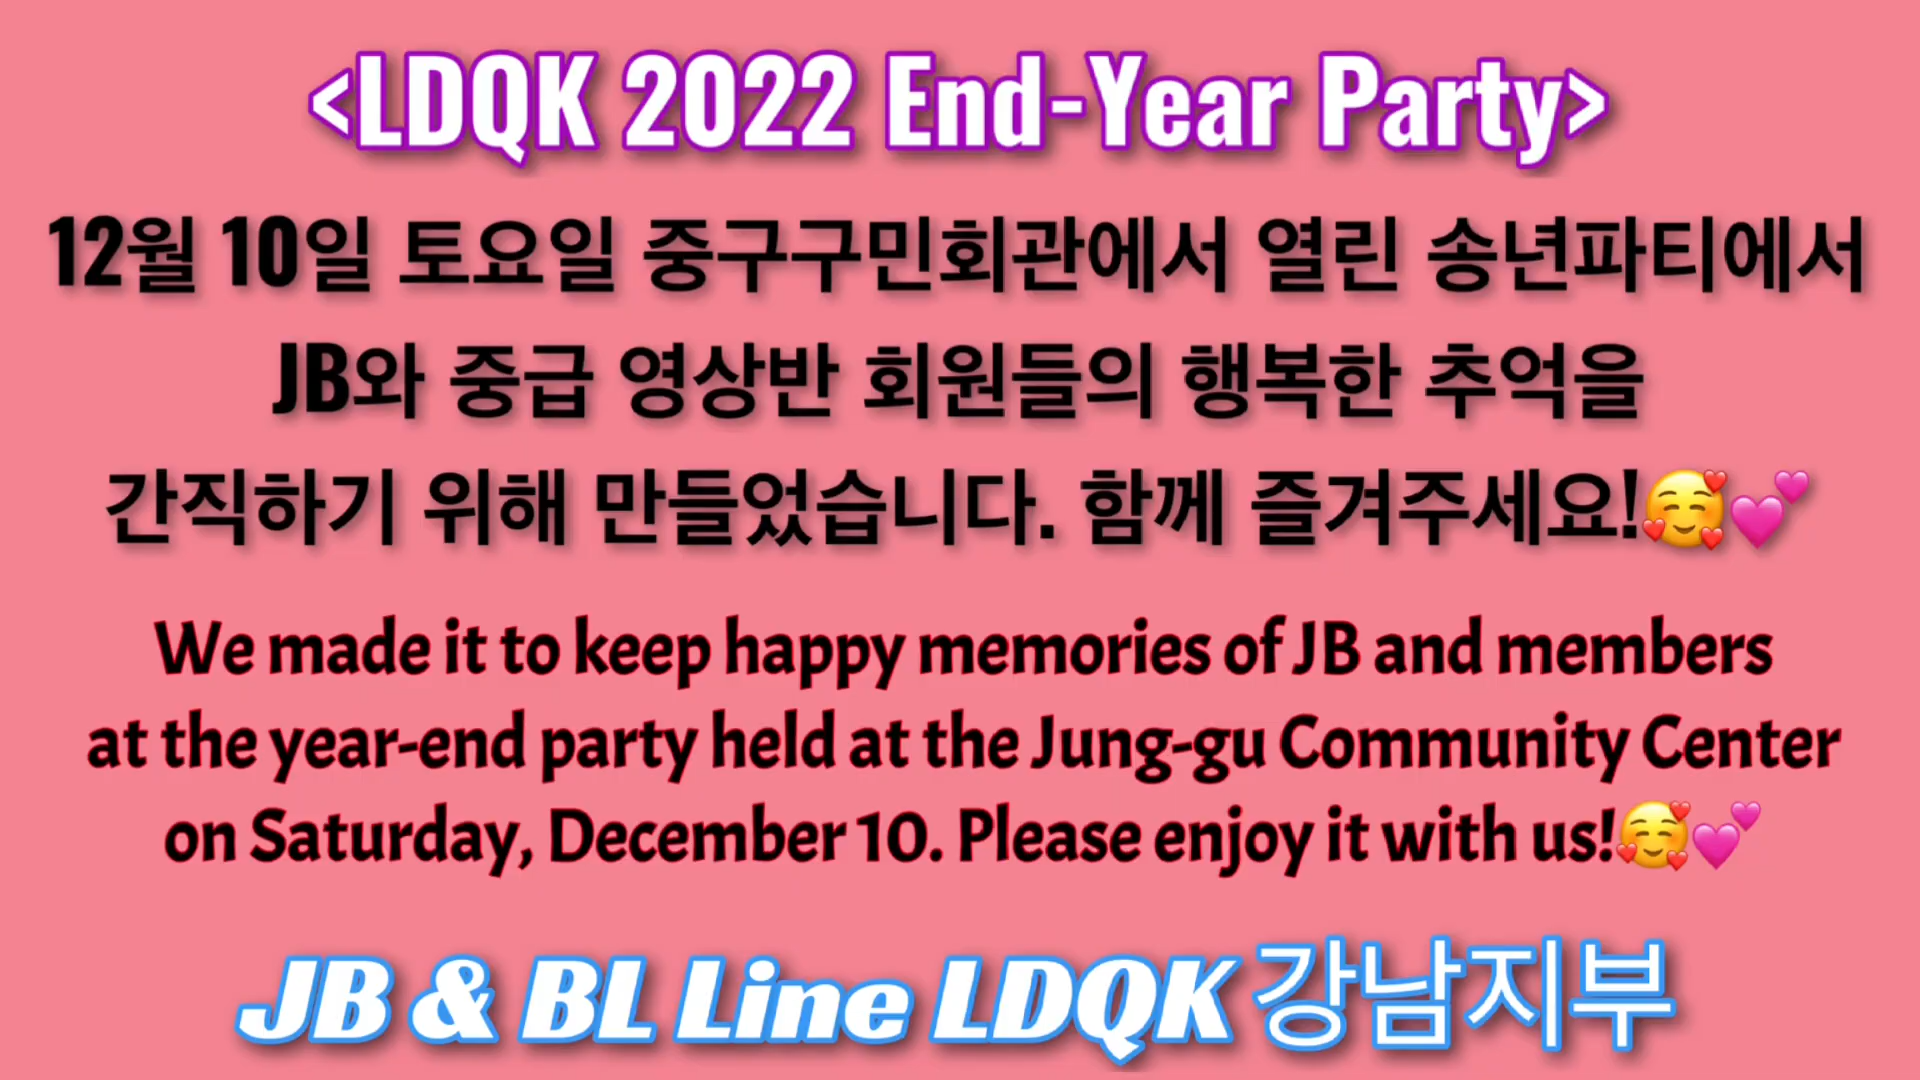 <LDQK 2022 End-Year Party>
12월 10일 토요일 중구구민회관에서 열린 송년파티에서
JB와 중급 영상반 회원들의 행복한 추억을
간직하기 위해 만들었습니다. 함께 즐겨주세요!🥰💕
We made it to keep happy memories of JB and members
at the year-end party held at the Jung-gu Community Center
on Saturday, December 10. Please enjoy it with us!🥰💕
JB & BL Line LDQK 강남지부